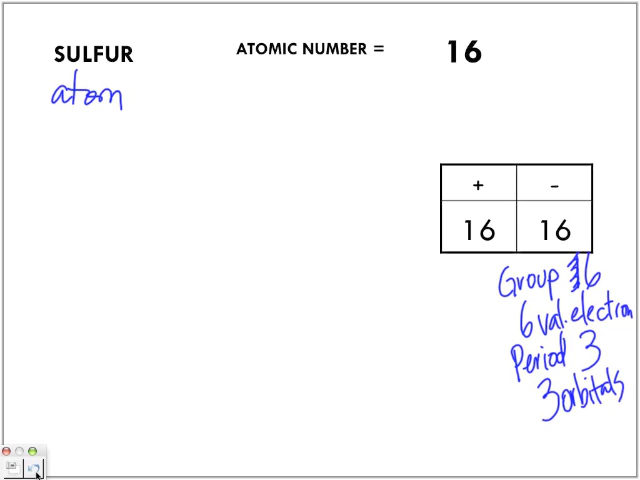 SULFUR ATOMIC NUMBER = 16
atom
+ -
16 16
Group 16
6 val. electron
Period 3
3 orbitals